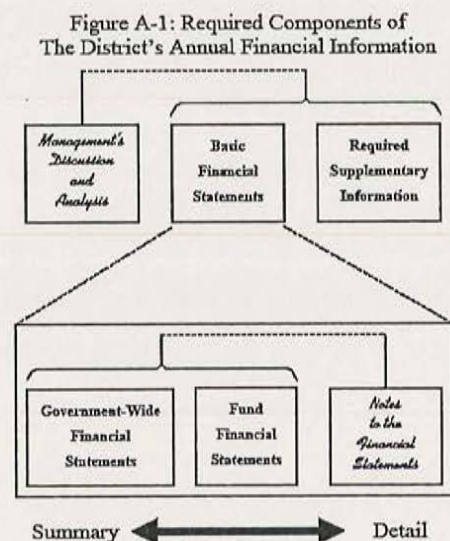 Figure A-1: Required Components of
The District's Annual Financial Information
Management's
Discussion
and
Analysis
Basic
Financial
Statements
Required
Supplementary
Information
Government-Wide
Financial
Statements
Fund
Financial
Statements
Notes
to the
Financial
Statements
Summary
Detail